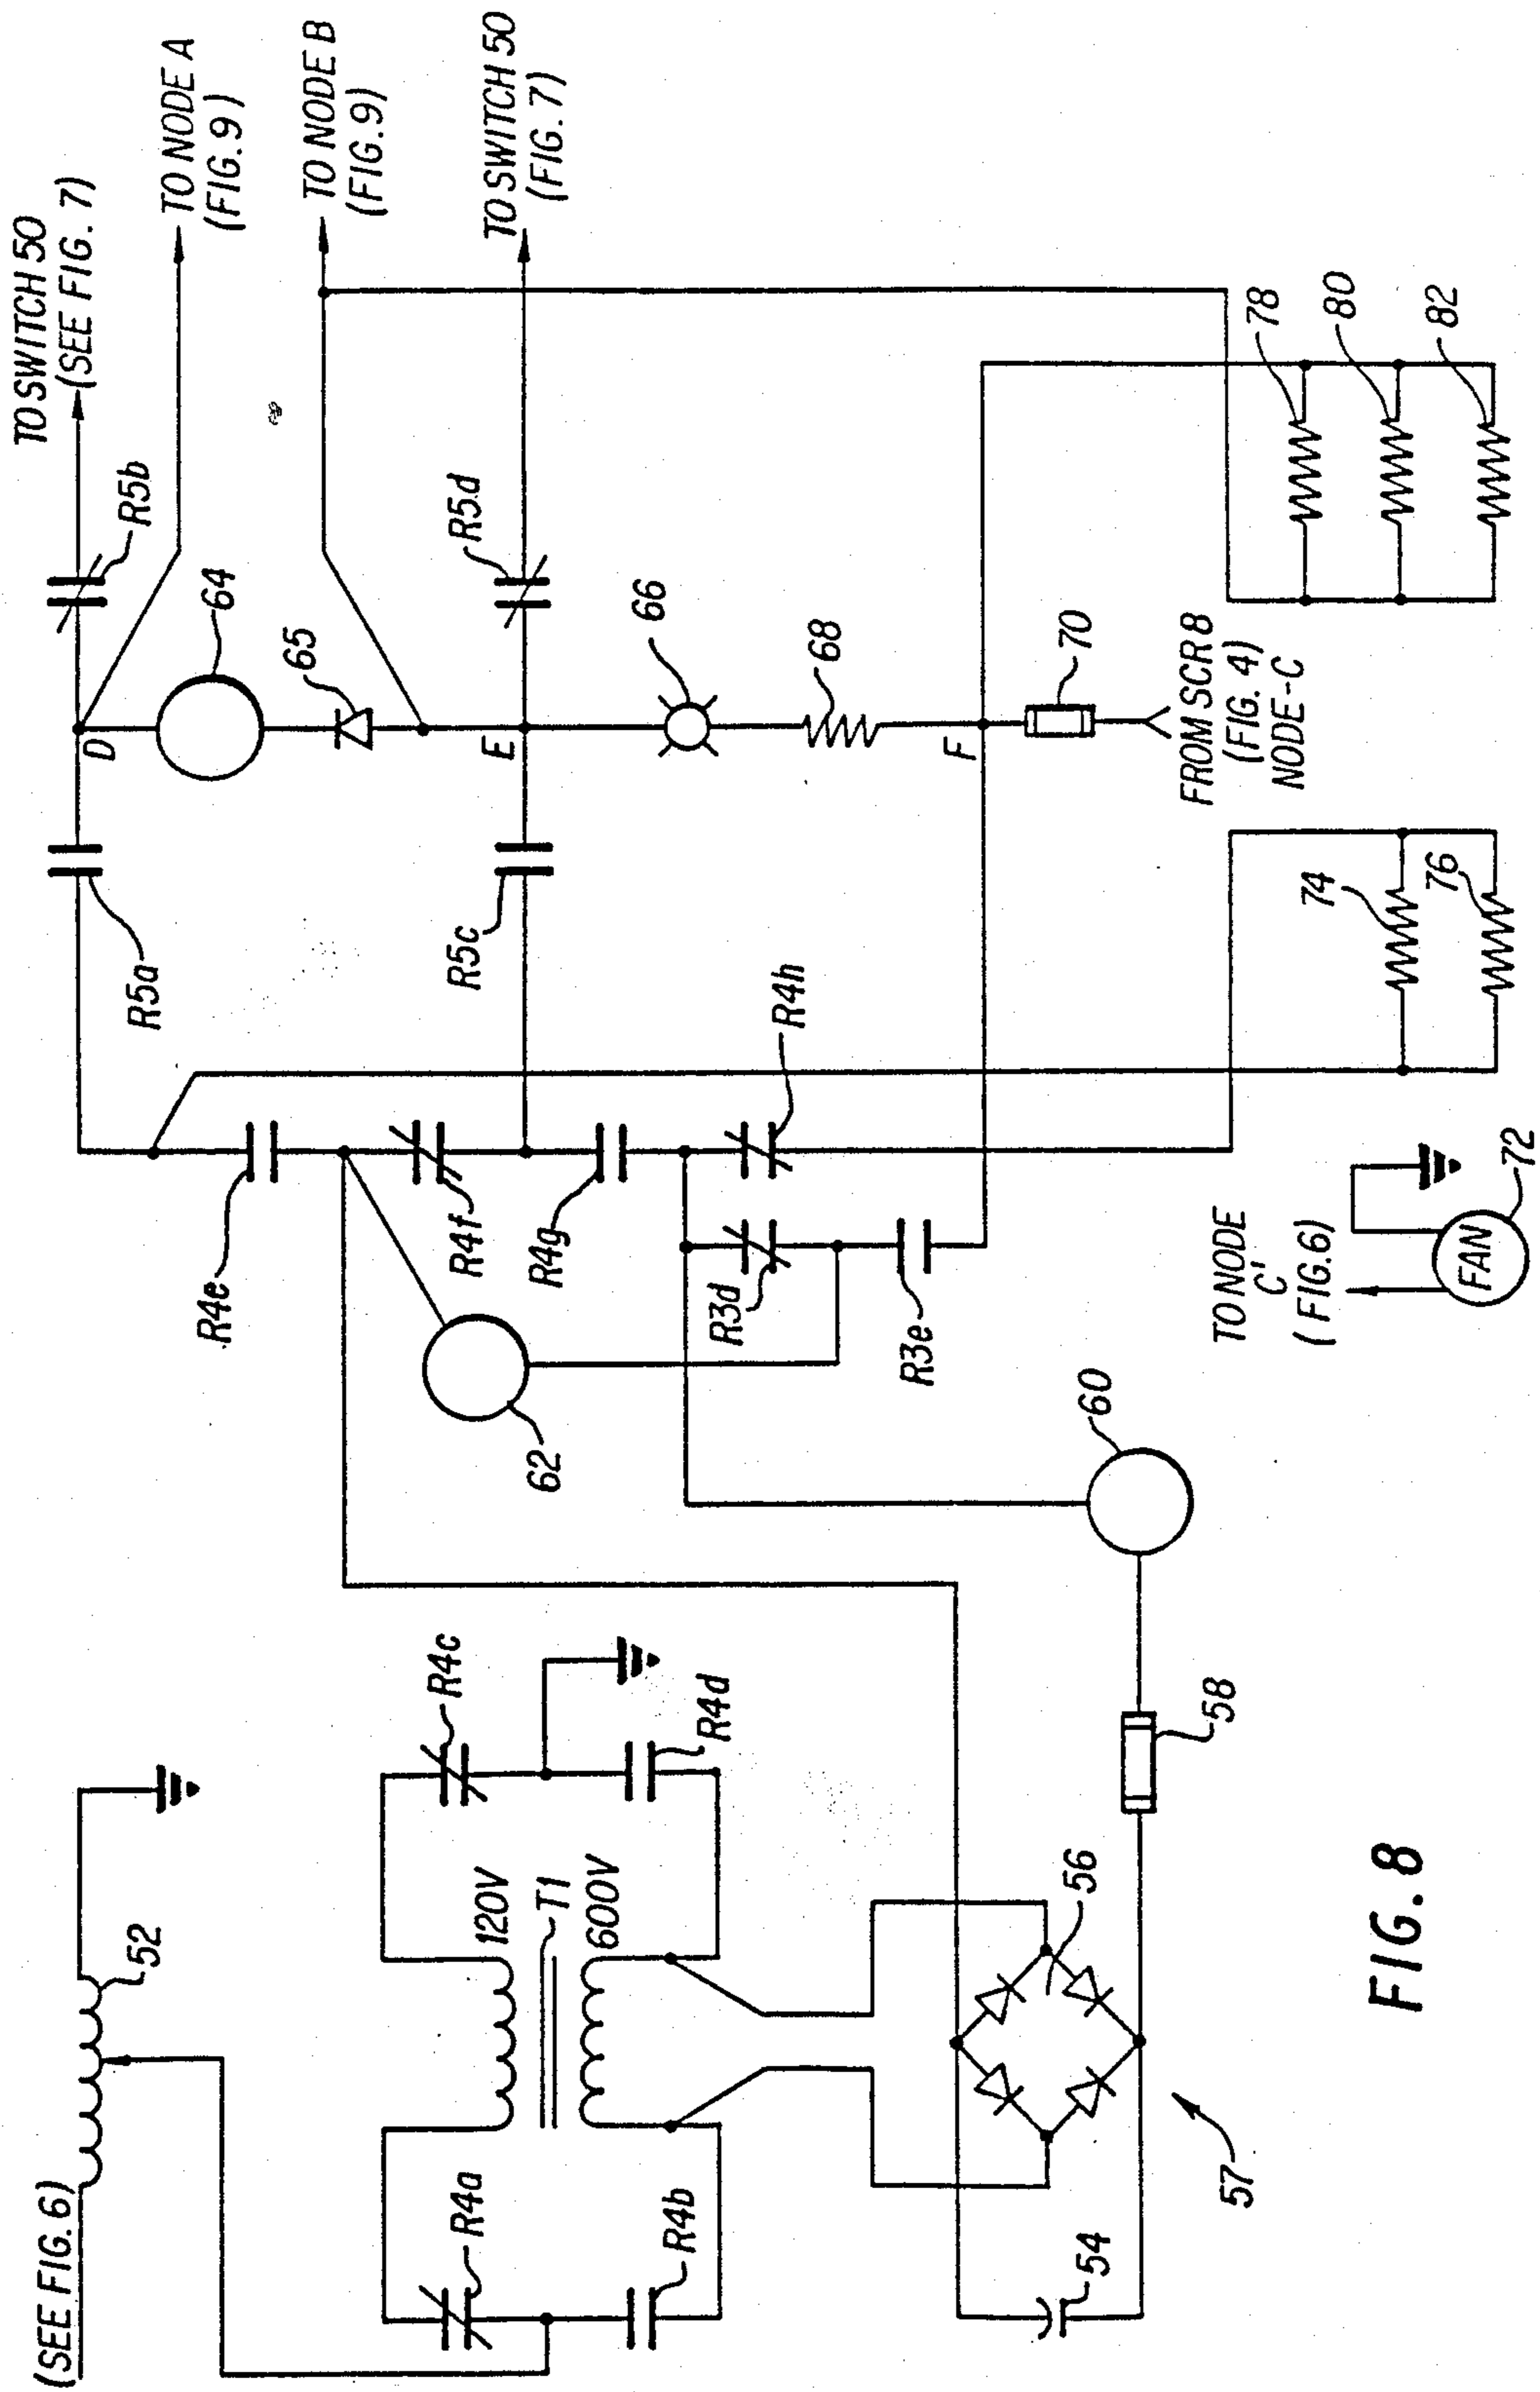 (SEE FIG. 6)
52
R4a
R4b
120V
T1
600V
R4c
R4d
54
56
57
58
60
62
R4e
R4f
R4g
R4h
R3d
R3e
R5a
R5c
D
E
F
64
65
66
68
70
R5b
R5d
TO SWITCH 50
(SEE FIG. 7)
TO NODE A
(FIG. 9)
TO NODE B
(FIG. 9)
TO SWITCH 50
(FIG. 7)
FROM SCR 8
(FIG. 4)
NODE-C
TO NODE
C'
(FIG. 6)
FAN
72
74
76
78
80
82
FIG. 8